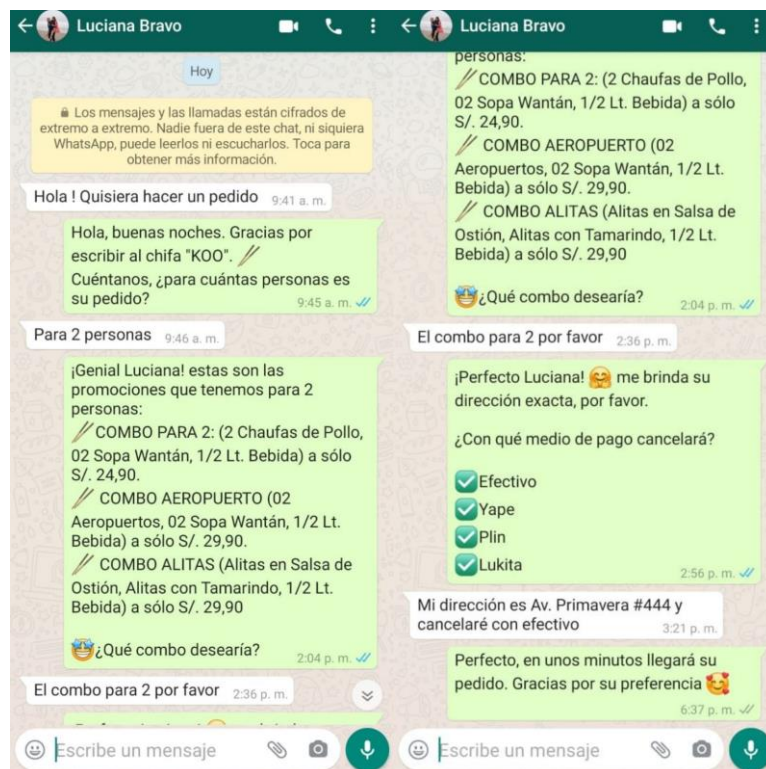 Luciana Bravo
Hoy
Los mensajes y las llamadas están cifrados de
extremo a extremo. Nadie fuera de este chat, ni siquiera
WhatsApp, puede leerlos ni escucharlos. Toca para
obtener más información.
Hola ! Quisiera hacer un pedido 9:41 a. m.
Hola, buenas noches. Gracias por
escribir al chifa "KOO".
Cuéntanos, ¿para cuántas personas es
su pedido? 9:45 a. m.
Para 2 personas 9:46 a. m.
¡Genial Luciana! estas son las
promociones que tenemos para 2
personas:
COMBO PARA 2: (2 Chaufas de Pollo,
02 Sopa Wantán, 1/2 Lt. Bebida) a sólo
S/. 24,90.
COMBO AEROPUERTO (02
Aeropuertos, 02 Sopa Wantán, 1/2 Lt.
Bebida) a sólo S/. 29,90.
COMBO ALITAS (Alitas en Salsa de
Ostión, Alitas con Tamarindo, 1/2 Lt.
Bebida) a sólo S/. 29,90
¿Qué combo desearía? 2:04 p. m.
El combo para 2 por favor 2:36 p. m.
Escribe un mensaje
Luciana Bravo
personas:
COMBO PARA 2: (2 Chaufas de Pollo,
02 Sopa Wantán, 1/2 Lt. Bebida) a sólo
S/. 24,90.
COMBO AEROPUERTO (02
Aeropuertos, 02 Sopa Wantán, 1/2 Lt.
Bebida) a sólo S/. 29,90.
COMBO ALITAS (Alitas en Salsa de
Ostión, Alitas con Tamarindo, 1/2 Lt.
Bebida) a sólo S/. 29,90
¿Qué combo desearía? 2:04 p. m.
El combo para 2 por favor 2:36 p. m.
¡Perfecto Luciana! me brinda su
dirección exacta, por favor.
¿Con qué medio de pago cancelará?
Efectivo
Yape
Plin
Lukita
2:56 p. m.
Mi dirección es Av. Primavera #444 y
cancelaré con efectivo 3:21 p. m.
Perfecto, en unos minutos llegará su
pedido. Gracias por su preferencia
6:37 p. m.
Escribe un mensaje